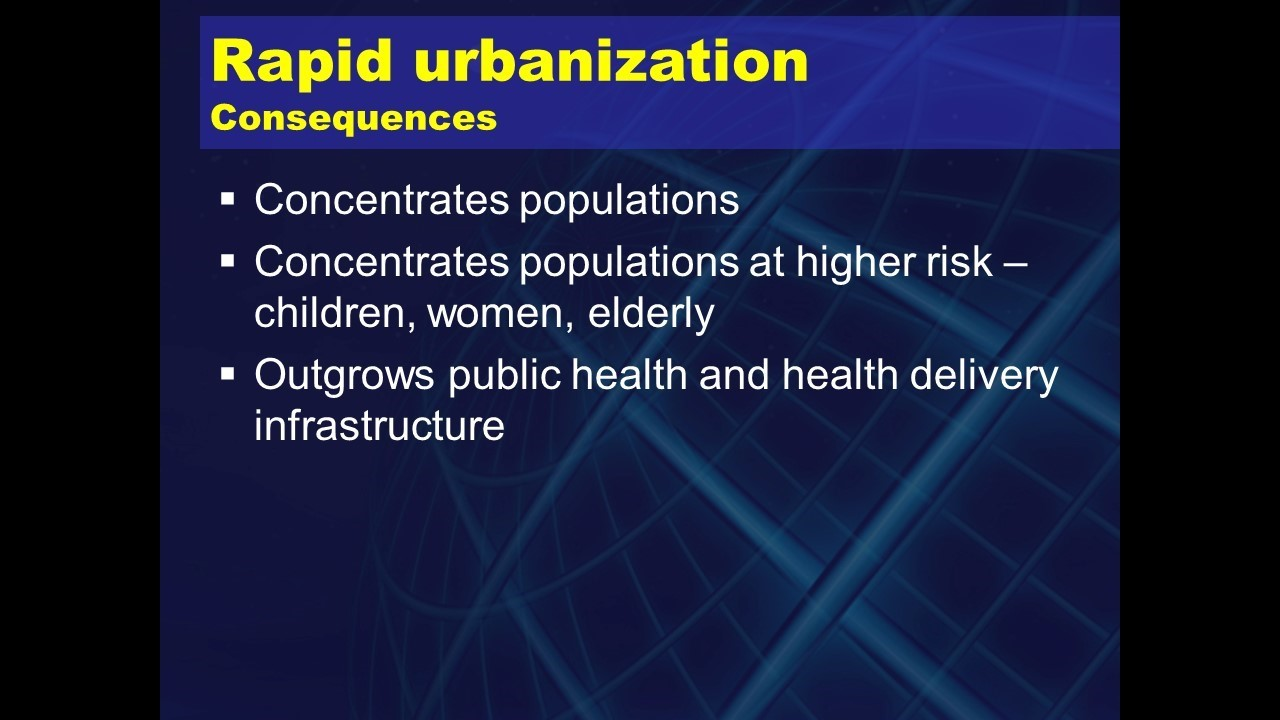 Rapid urbanization
Consequences
▪ Concentrates populations
▪ Concentrates populations at higher risk –
children, women, elderly
▪ Outgrows public health and health delivery
infrastructure